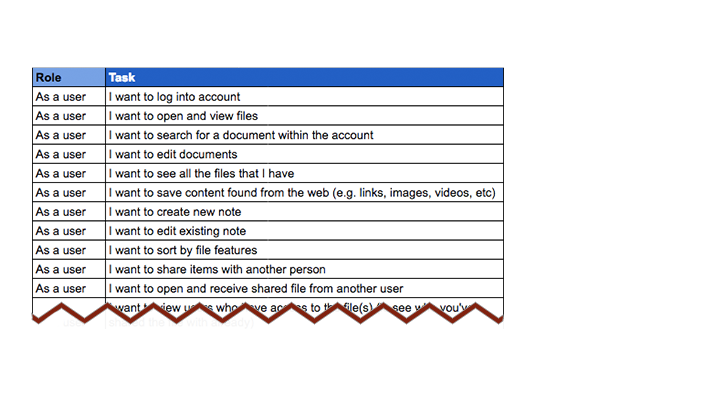 Role Task
As a user I want to log into account
As a user I want to open and view files
As a user I want to search for a document within the account
As a user I want to edit documents
As a user I want to see all the files that I have
As a user I want to save content found from the web (e.g. links, images, videos, etc)
As a user I want to create new note
As a user I want to edit existing note
As a user I want to sort by file features
As a user I want to share items with another person
As a user I want to open and receive shared file from another user
want to view users who have access to the file(s) see you've